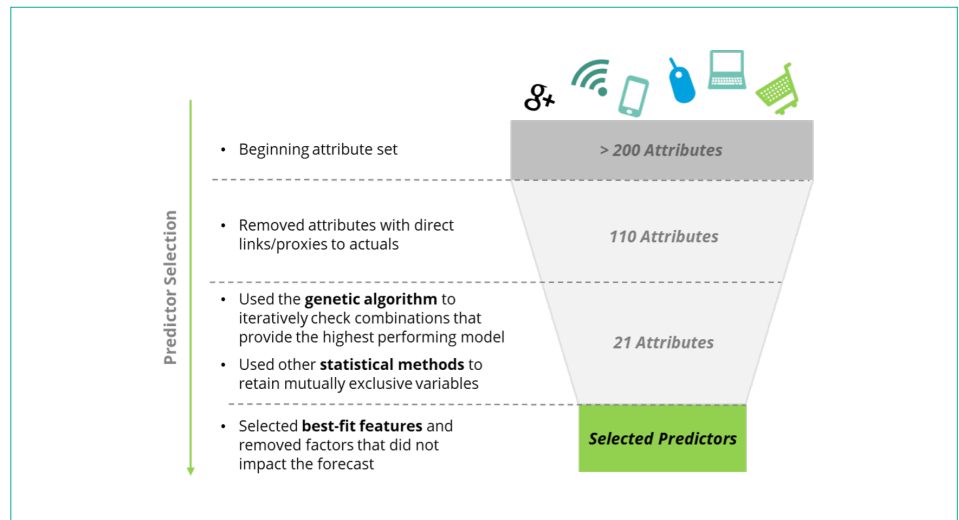 g+
Predictor Selection
• Beginning attribute set
> 200 Attributes
• Removed attributes with direct
links/proxies to actuals
110 Attributes
• Used the genetic algorithm to
iteratively check combinations that
provide the highest performing model
• Used other statistical methods to
retain mutually exclusive variables
21 Attributes
• Selected best-fit features and
removed factors that did not
impact the forecast
Selected Predictors